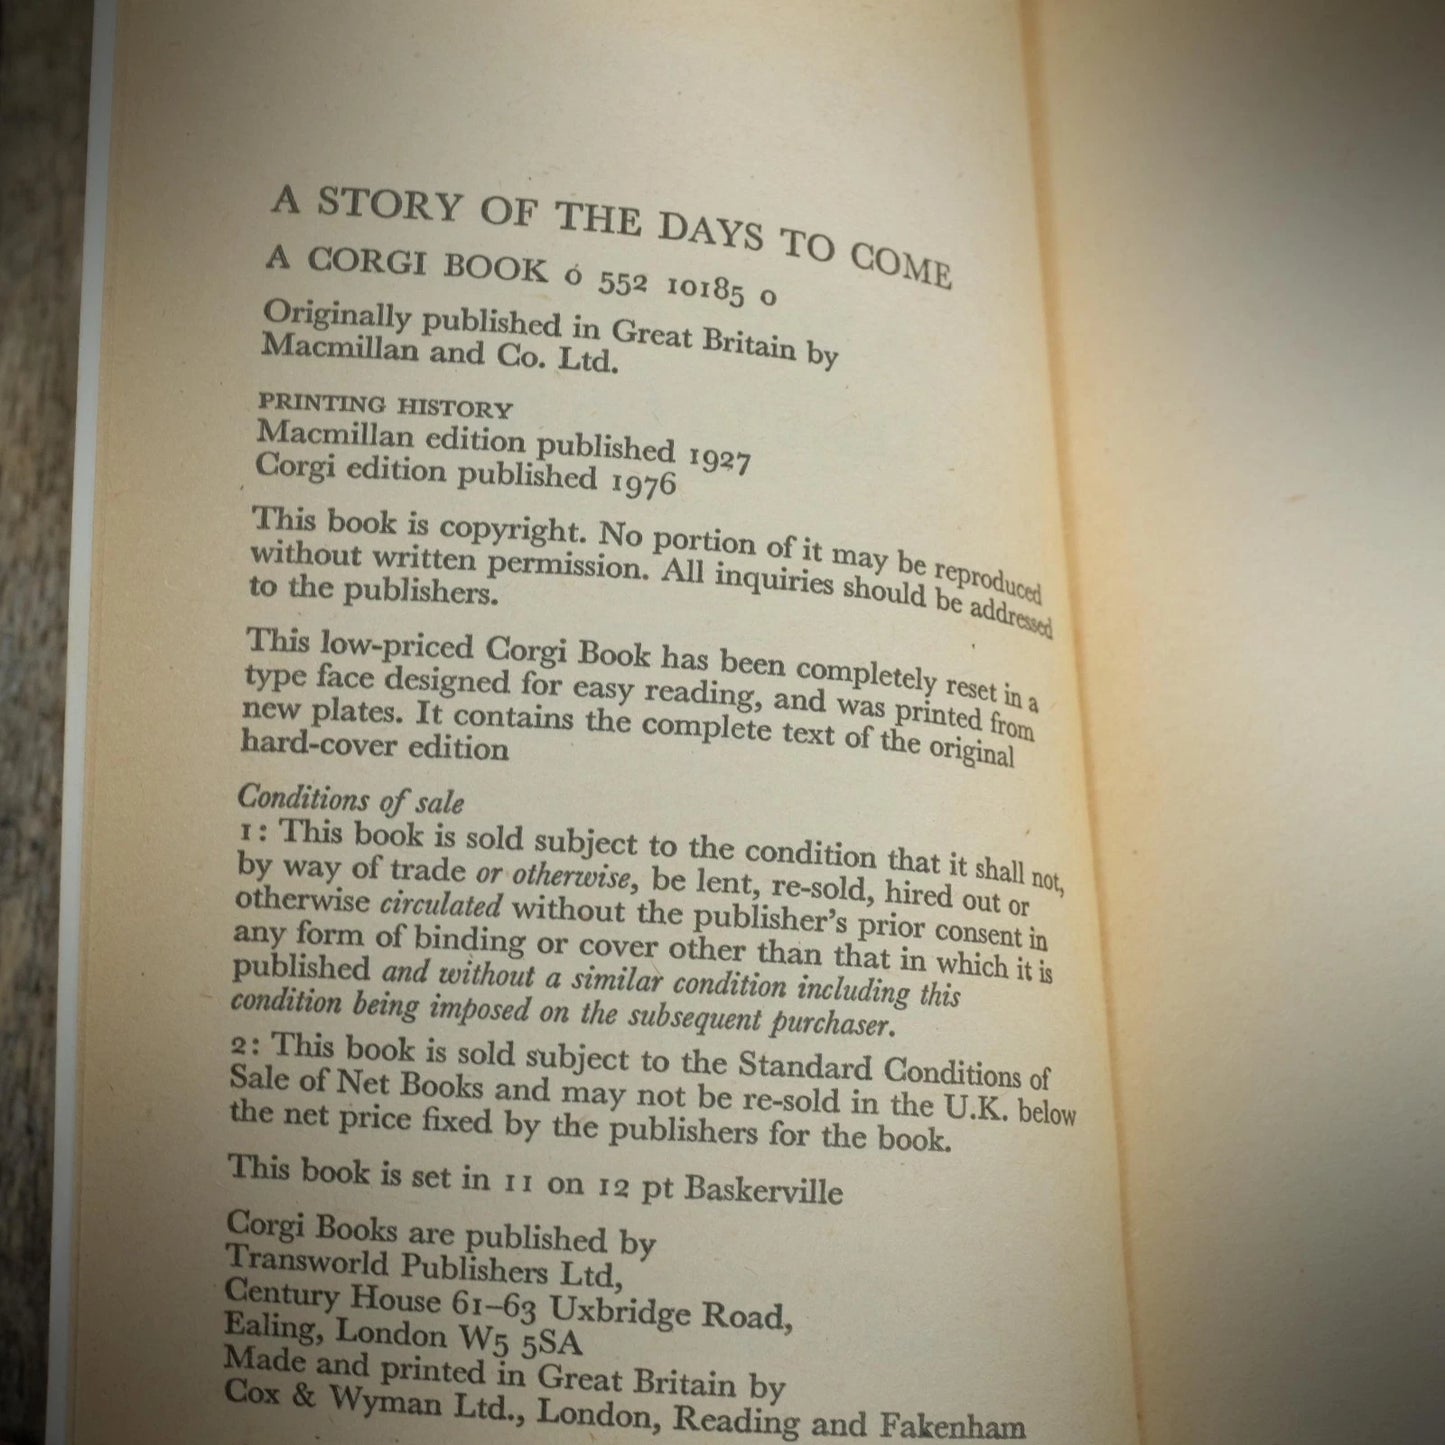 A STORY OF THE DAYS TO COME
A CORGI BOOK 0 552 10185 0
Originally published in Great Britain by
Macmillan and Co. Ltd.
PRINTING HISTORY
Macmillan edition published 1927
Corgi edition published 1976
This book is copyright. No portion of it may be reproduced
without written permission. All inquiries should be addressed
to the publishers.
This low-priced Corgi Book has been completely reset in a
type face designed for easy reading, and was printed from
new plates. It contains the complete text of the original
hard-cover edition
Conditions of sale
1: This book is sold subject to the condition that it shall not,
by way of trade or otherwise, be lent, re-sold, hired out or
otherwise circulated without the publisher's prior consent in
any form of binding or cover other than that in which it is
published and without a similar condition including this
condition being imposed on the subsequent purchaser.
2: This book is sold subject to the Standard Conditions of
Sale of Net Books and may not be re-sold in the U.K. below
the net price fixed by the publishers for the book.
This book is set in 11 on 12 pt Baskerville
Corgi Books are published by
Transworld Publishers Ltd,
Century House 61–63 Uxbridge Road,
Ealing, London W5 5SA
Made and printed in Great Britain by
Cox & Wyman Ltd., London, Reading and Fakenham